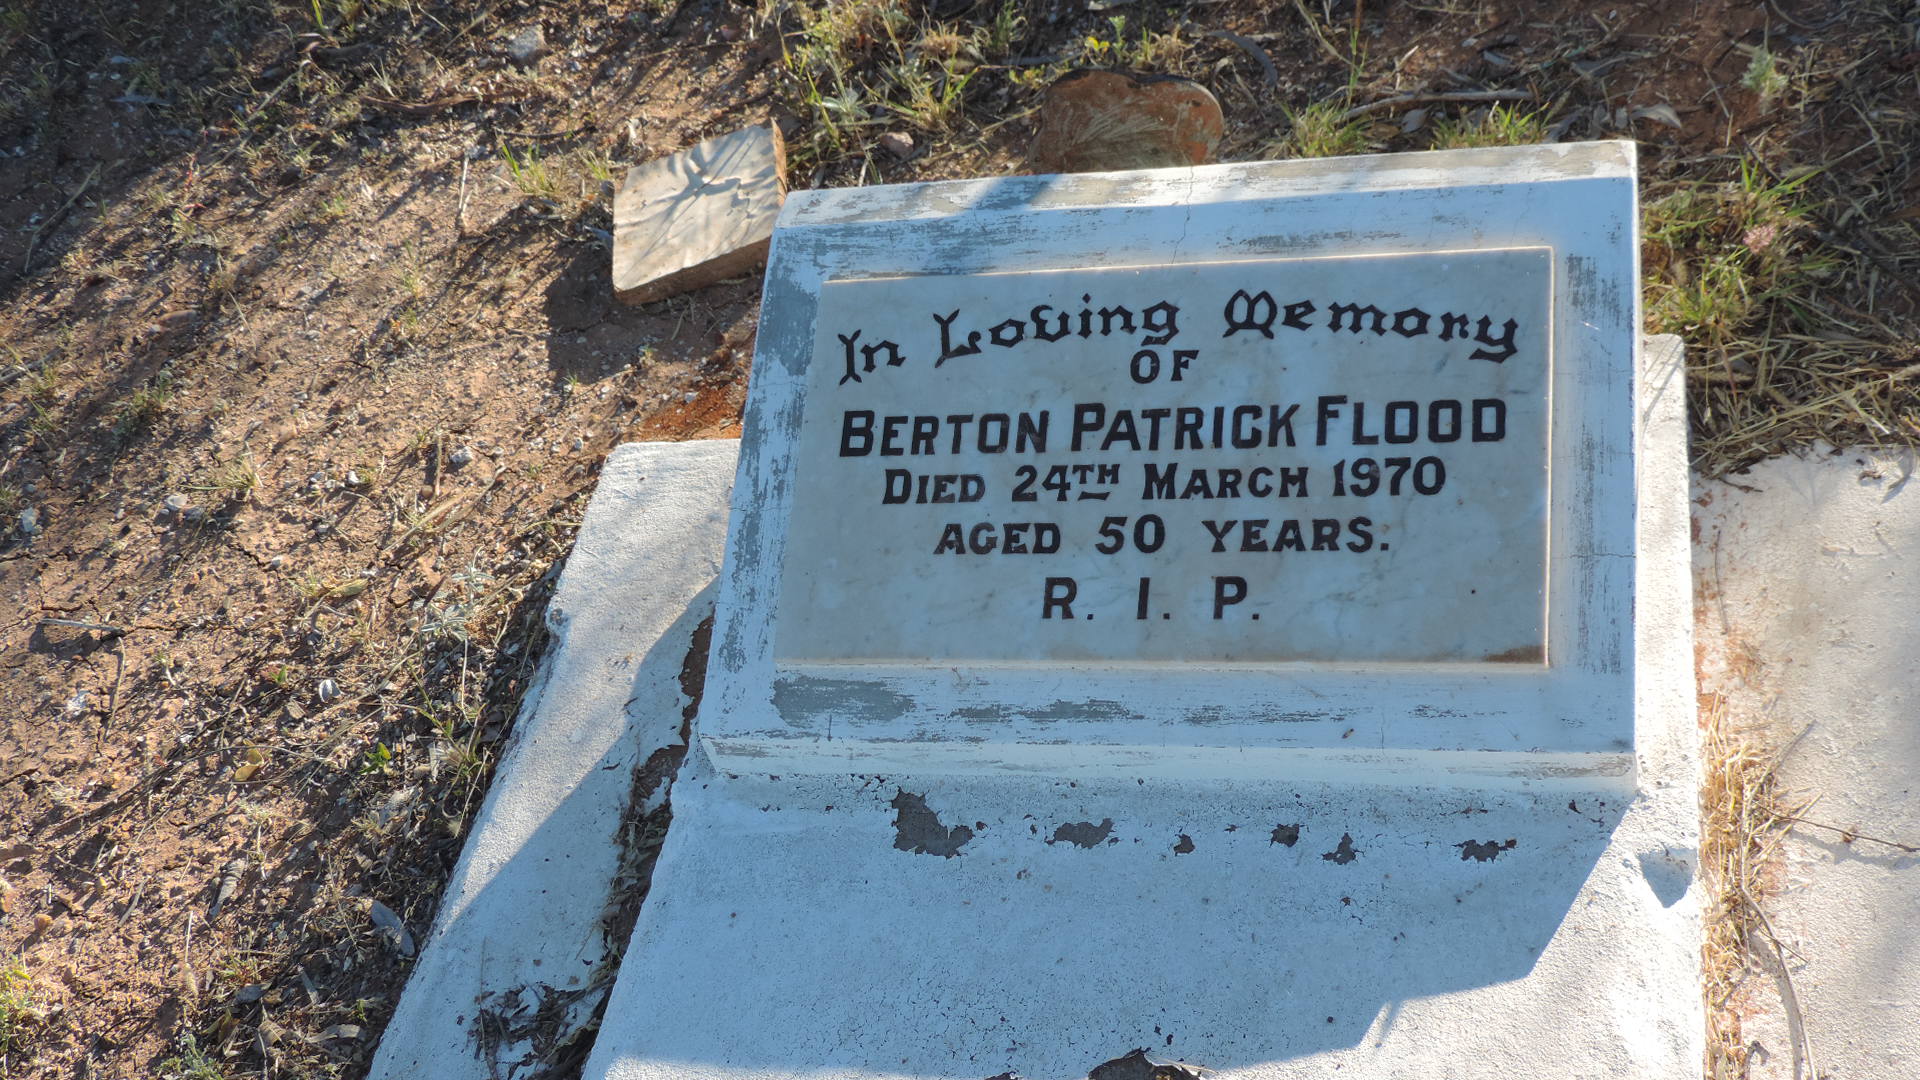 In Loving Memory
OF
BERTON PATRICK FLOOD
DIED 24TH MARCH 1970
AGED 50 YEARS.
R. I. P.